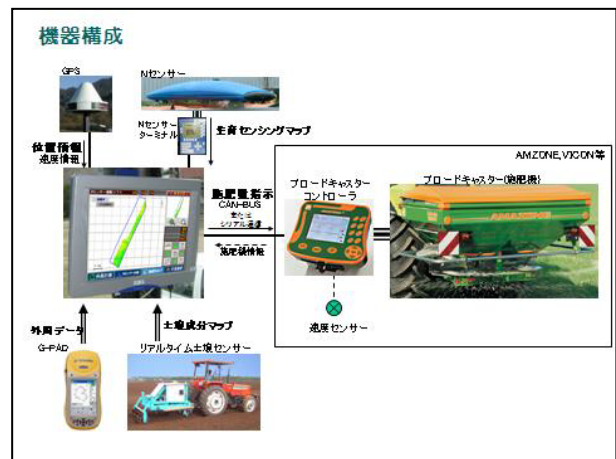 機器構成
GPS
Nセンサー
Nセンサー
ターミナル
生育センシングマップ
位置情報
速度情報
AMZONE,VICON等
ブロードキャスター
コントローラ
ブロードキャスター(施肥機)
施肥量指示
CAN-BUS
または
シリアル通信
施肥機情報
AMAZONE
速度センサー
外周データ
G-PAD
土壌成分マップ
リアルタイム土壌センサー